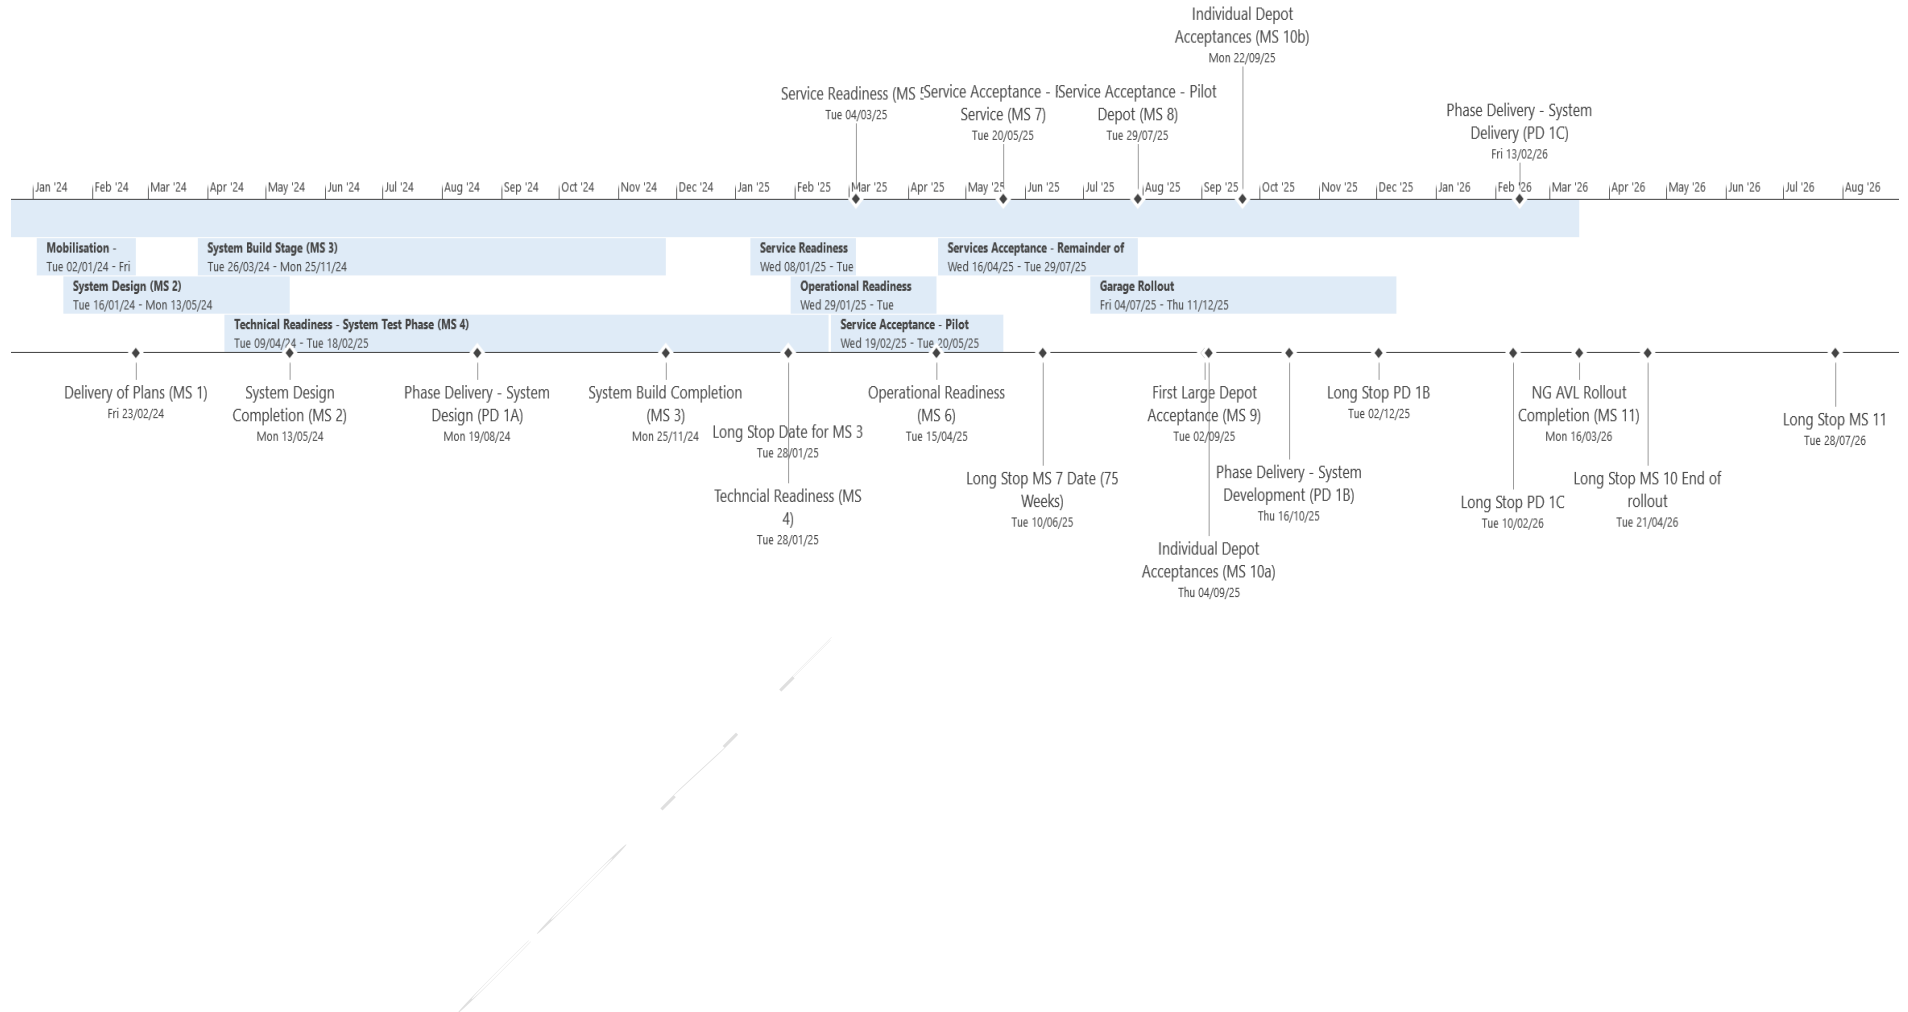 Individual Depot
Acceptances (MS 10b)
Mon 22/09/25
Service Readiness (MS
Tue 04/03/25
Service Acceptance -
Service (MS 7)
Tue 20/05/25
Service Acceptance - Pilot
Depot (MS 8)
Tue 29/07/25
Phase Delivery - System
Delivery (PD 1C)
Fri 13/02/26
Jan '24 Feb '24 Mar '24 Apr '24 May '24 Jun '24 Jul '24 Aug '24 Sep '24 Oct '24 Nov '24 Dec '24 Jan '25 Feb '25 Mar '25 Apr '25 May '25 Jun '25 Jul '25 Aug '25 Sep '25 Oct '25 Nov '25 Dec '25 Jan '26 Feb '26 Mar '26 Apr '26 May '26 Jun '26 Jul '26 Aug '26
Mobilisation -
Tue 02/01/24 - Fri
System Build Stage (MS 3)
Tue 26/03/24 - Mon 25/11/24
Service Readiness
Wed 08/01/25 - Tue
Services Acceptance - Remainder of
Wed 16/04/25 - Tue 29/07/25
System Design (MS 2)
Tue 16/01/24 - Mon 13/05/24
Operational Readiness
Wed 29/01/25 - Tue
Garage Rollout
Fri 04/07/25 - Thu 11/12/25
Technical Readiness - System Test Phase (MS 4)
Tue 09/04/24 - Tue 18/02/25
Service Acceptance - Pilot
Wed 19/02/25 - Tue 20/05/25
Delivery of Plans (MS 1)
Fri 23/02/24
System Design
Completion (MS 2)
Mon 13/05/24
Phase Delivery - System
Design (PD 1A)
Mon 19/08/24
System Build Completion
(MS 3)
Mon 25/11/24
Long Stop Date for MS 3
Tue 28/01/25
Techncial Readiness (MS
4)
Tue 28/01/25
Operational Readiness
(MS 6)
Tue 15/04/25
Long Stop MS 7 Date (75
Weeks)
Tue 10/06/25
First Large Depot
Acceptance (MS 9)
Tue 02/09/25
Individual Depot
Acceptances (MS 10a)
Thu 04/09/25
Phase Delivery - System
Development (PD 1B)
Thu 16/10/25
Long Stop PD 1B
Tue 02/12/25
Long Stop PD 1C
Tue 10/02/26
NG AVL Rollout
Completion (MS 11)
Mon 16/03/26
Long Stop MS 10 End of
rollout
Tue 21/04/26
Long Stop MS 11
Tue 28/07/26